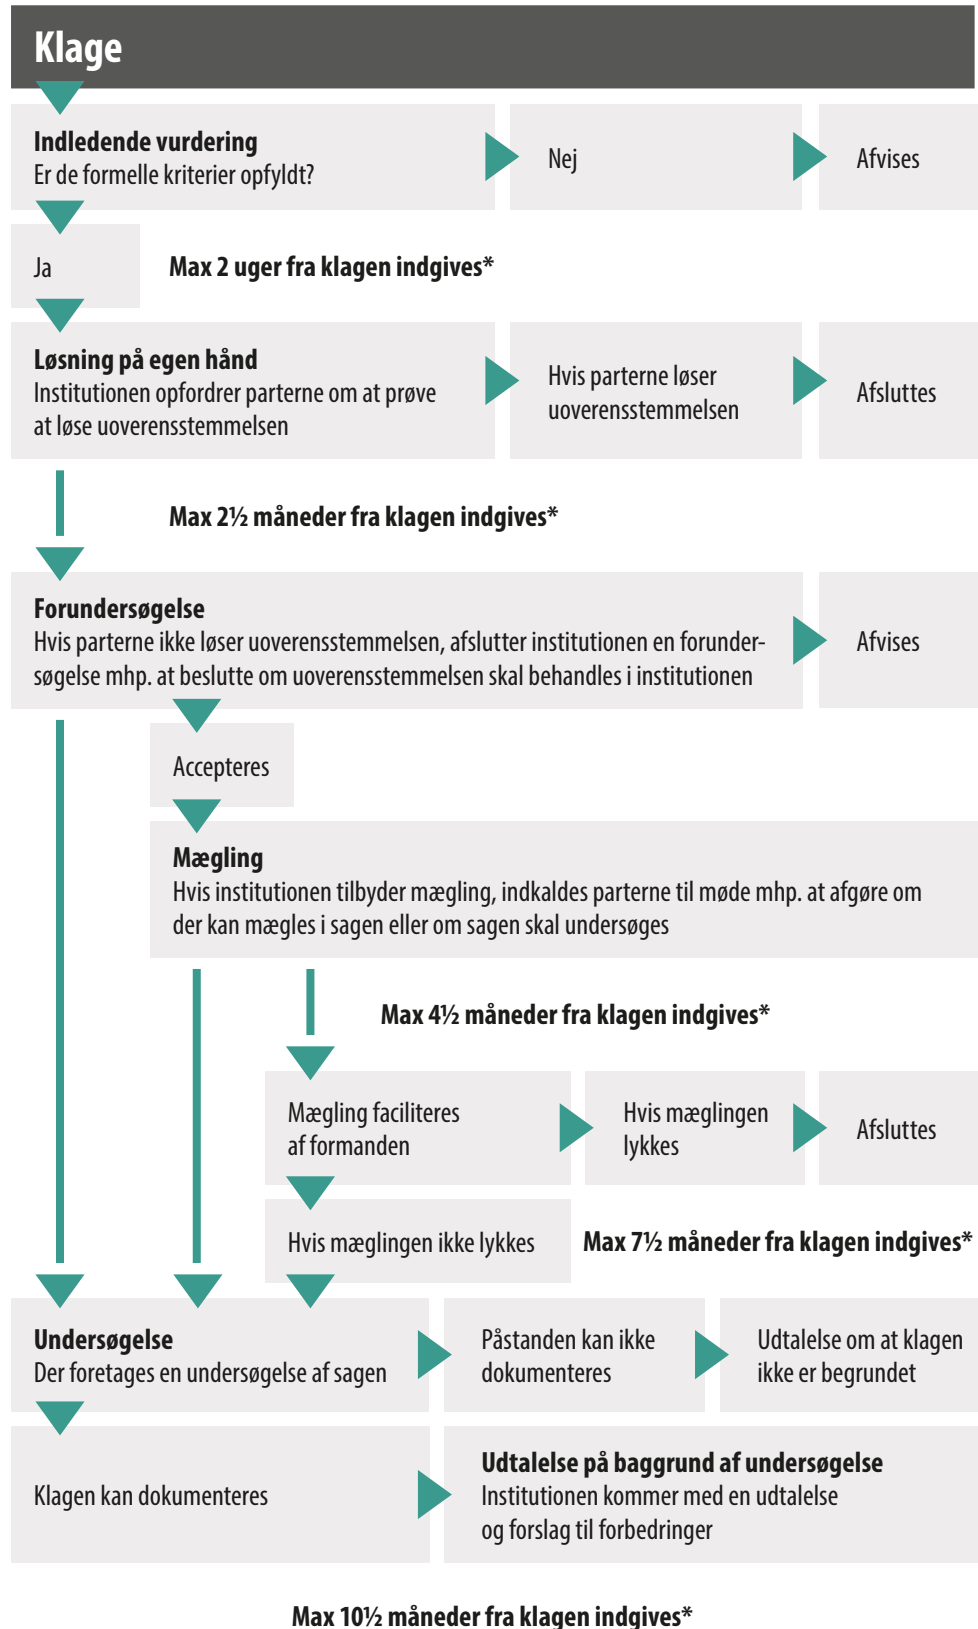 Klage
Indledende vurdering
Er de formelle kriterier opfyldt?
Nej
Afvises
Ja
Max 2 uger fra klagen indgives*
Løsning på egen hånd
Institutionen opfordrer parterne om at prøve
at løse uoverensstemmelsen
Hvis parterne løser
uoverensstemmelsen
Afsluttes
Max 2½ måneder fra klagen indgives*
Forundersøgelse
Hvis parterne ikke løser uoverensstemmelsen, afslutter institutionen en forunder-
søgelse mhp. at beslutte om uoverensstemmelsen skal behandles i institutionen
Afvises
Accepteres
Mægling
Hvis institutionen tilbyder mægling, indkaldes parterne til møde mhp. at afgøre om
der kan mægles i sagen eller om sagen skal undersøges
Max 4½ måneder fra klagen indgives*
Mægling faciliteres
af formanden
Hvis mæglingen
lykkes
Afsluttes
Hvis mæglingen ikke lykkes
Max 7½ måneder fra klagen indgives*
Undersøgelse
Der foretages en undersøgelse af sagen
Påstanden kan ikke
dokumenteres
Udtalelse om at klagen
ikke er begrundet
Klagen kan dokumenteres
Udtalelse på baggrund af undersøgelse
Institutionen kommer med en udtalelse
og forslag til forbedringer
Max 10½ måneder fra klagen indgives*